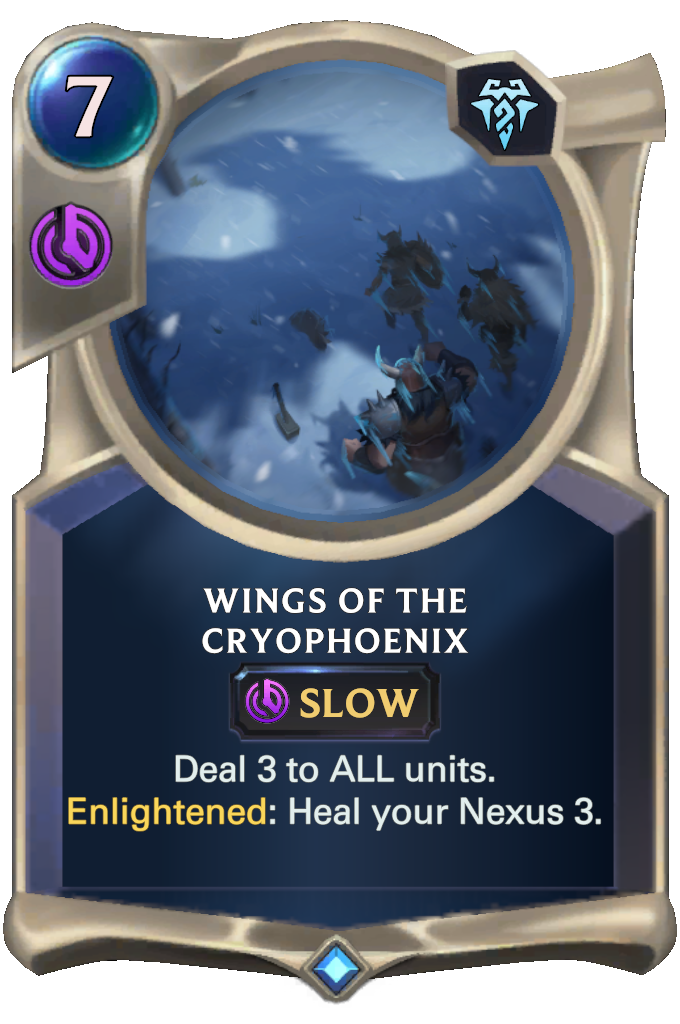 7
WINGS OF THE
CRYOPHOENIX
SLOW
Deal 3 to ALL units.
Enlightened: Heal your Nexus 3.